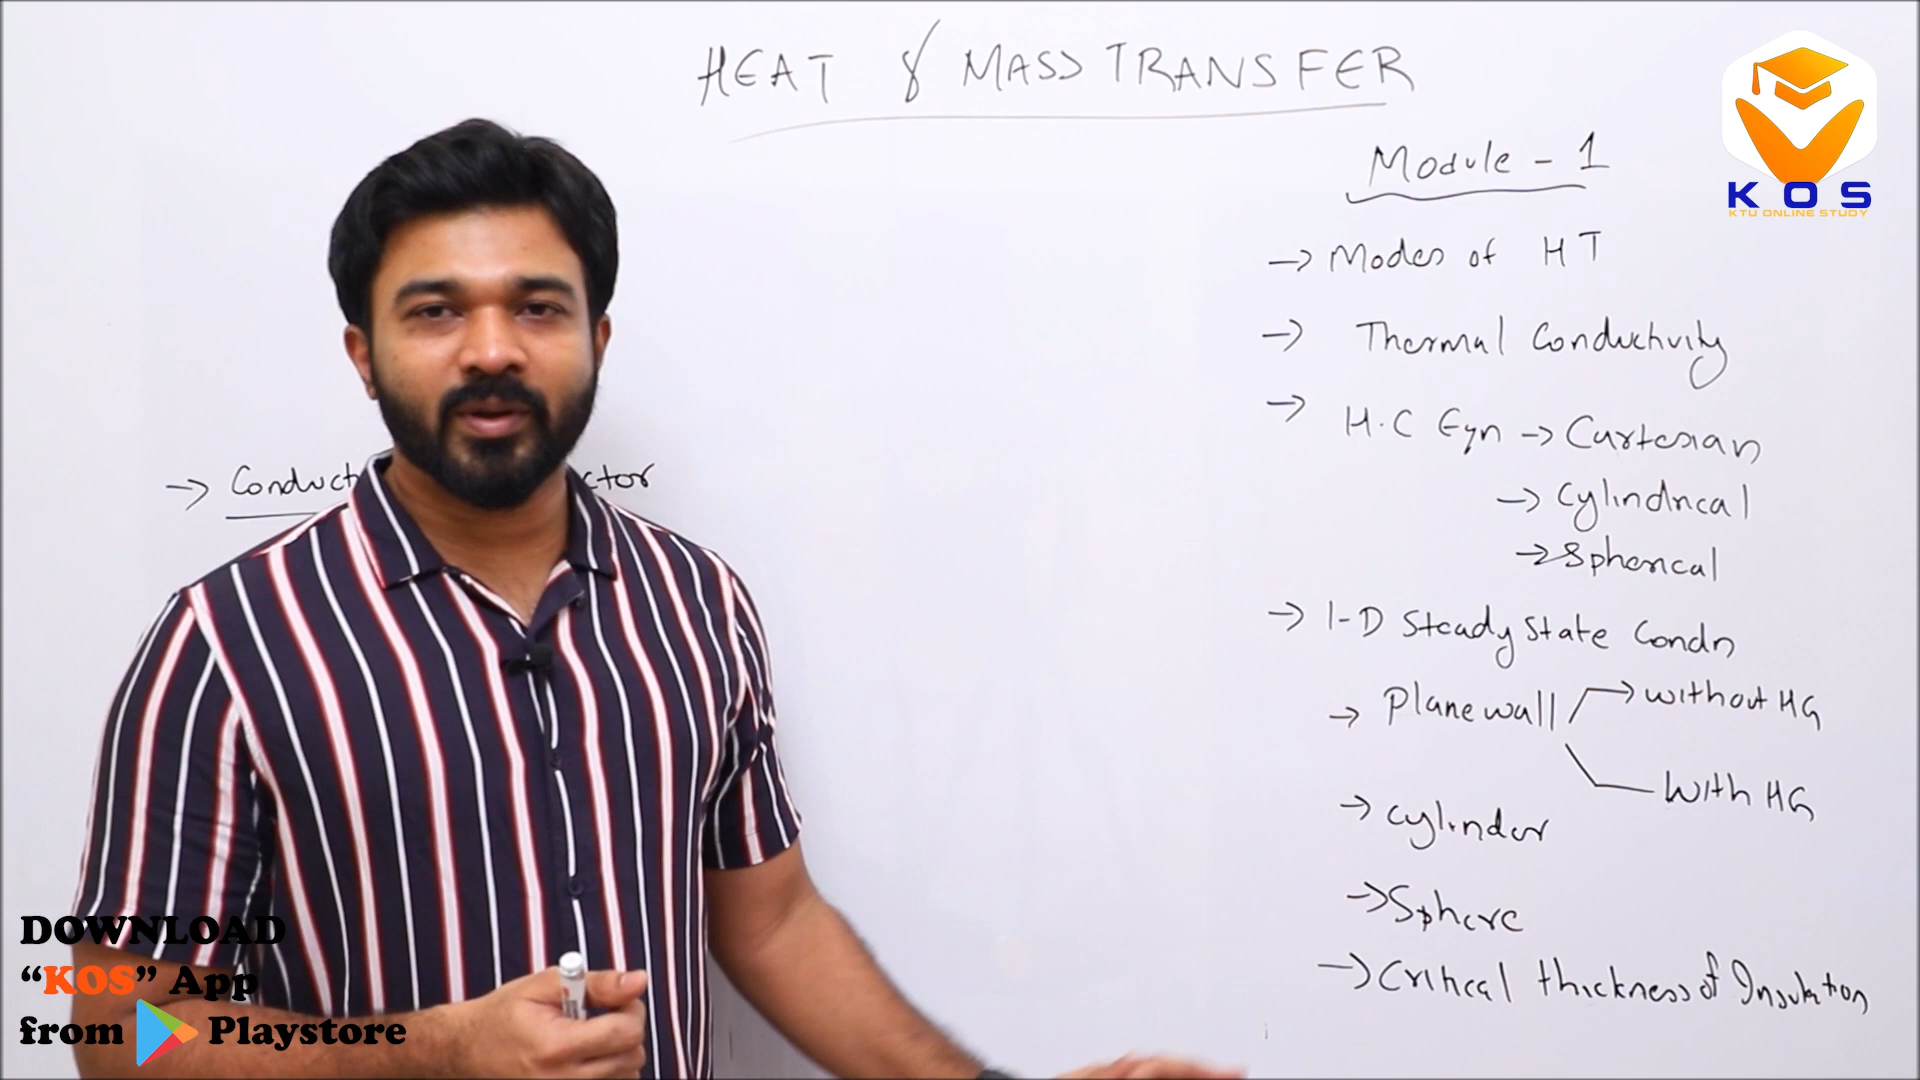 HEAT & MASS TRANSFER
Module - 1
→ Modes of HT
→ Thermal Conductivity
→ H.C Eqn → Cartesian
→ Cylindrical
→ Spherical
→ 1-D Steady State Condn
→ Plane wall → without HG
with HG
→ Cylinder
→ Sphere
→ Critical thickness of Insulation
→ Conduct
ctor
KOS
KTU ONLINE STUDY
DOWNLOAD
“KOS” App
from Playstore